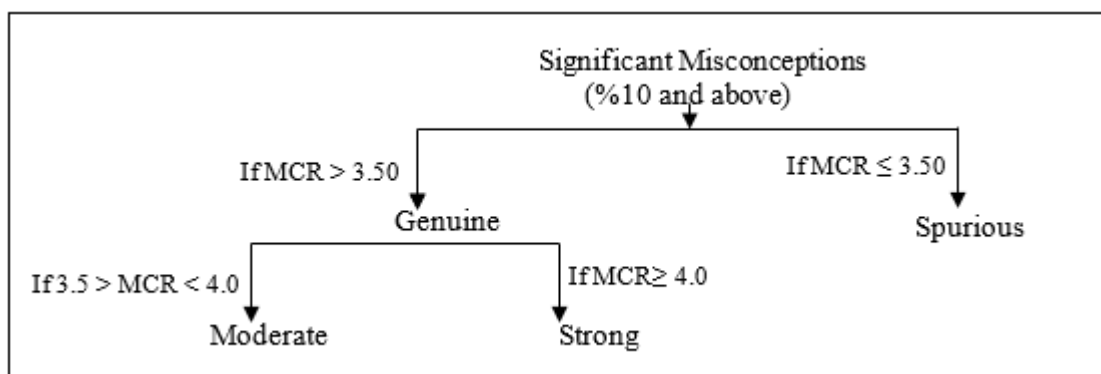 Significant Misconceptions
(%10 and above)
If MCR > 3.50
If MCR ≤ 3.50
Genuine
Spurious
If 3.5 > MCR < 4.0
If MCR ≥ 4.0
Moderate
Strong